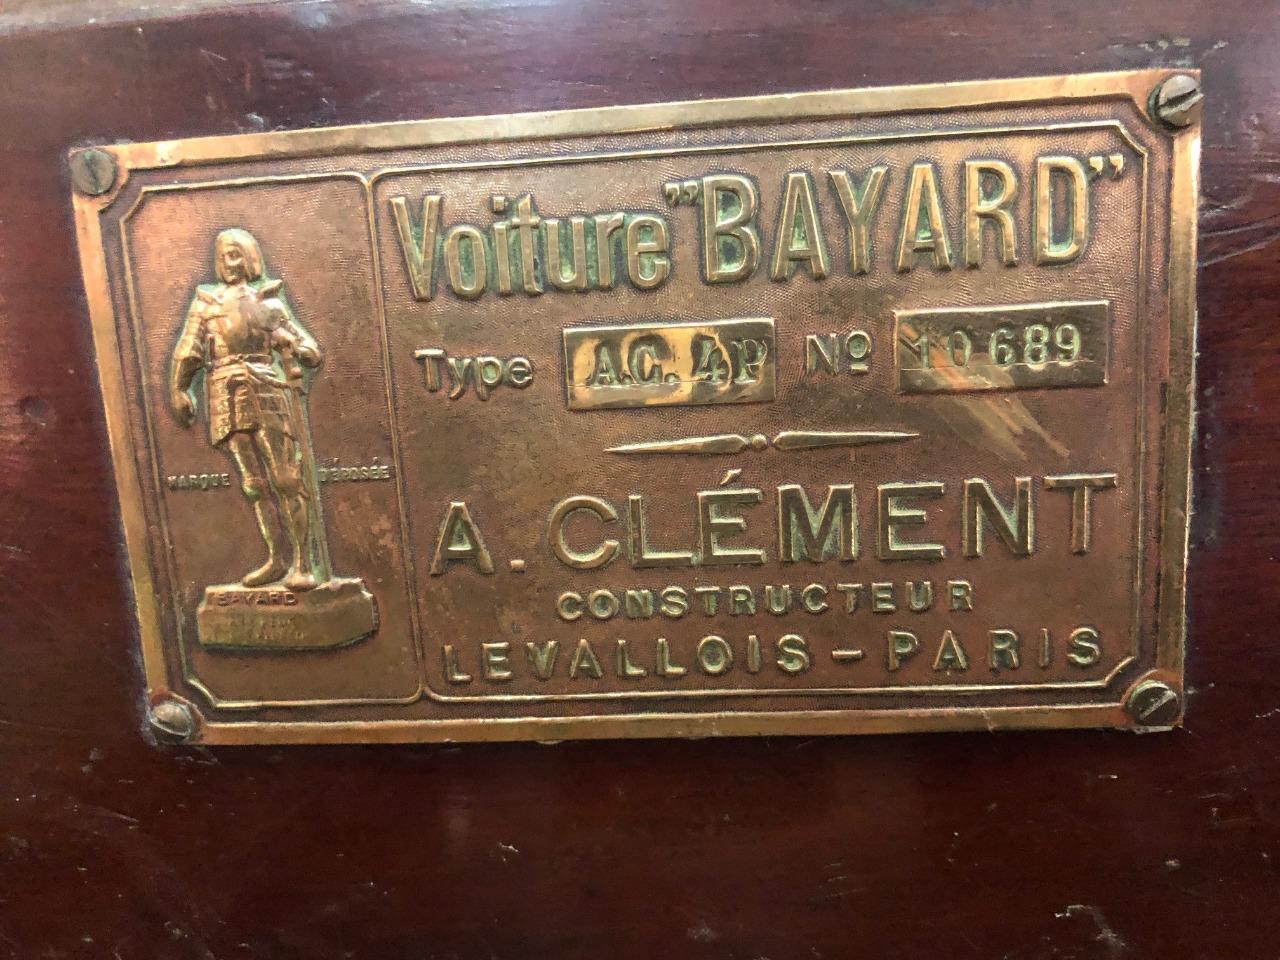 Voiture "BAYARD"
Type A.C. 4P Nº 10689
MARQUE DÉPOSÉE
A. CLÉMENT
CONSTRUCTEUR
BAYARD
LEVALLOIS - PARIS